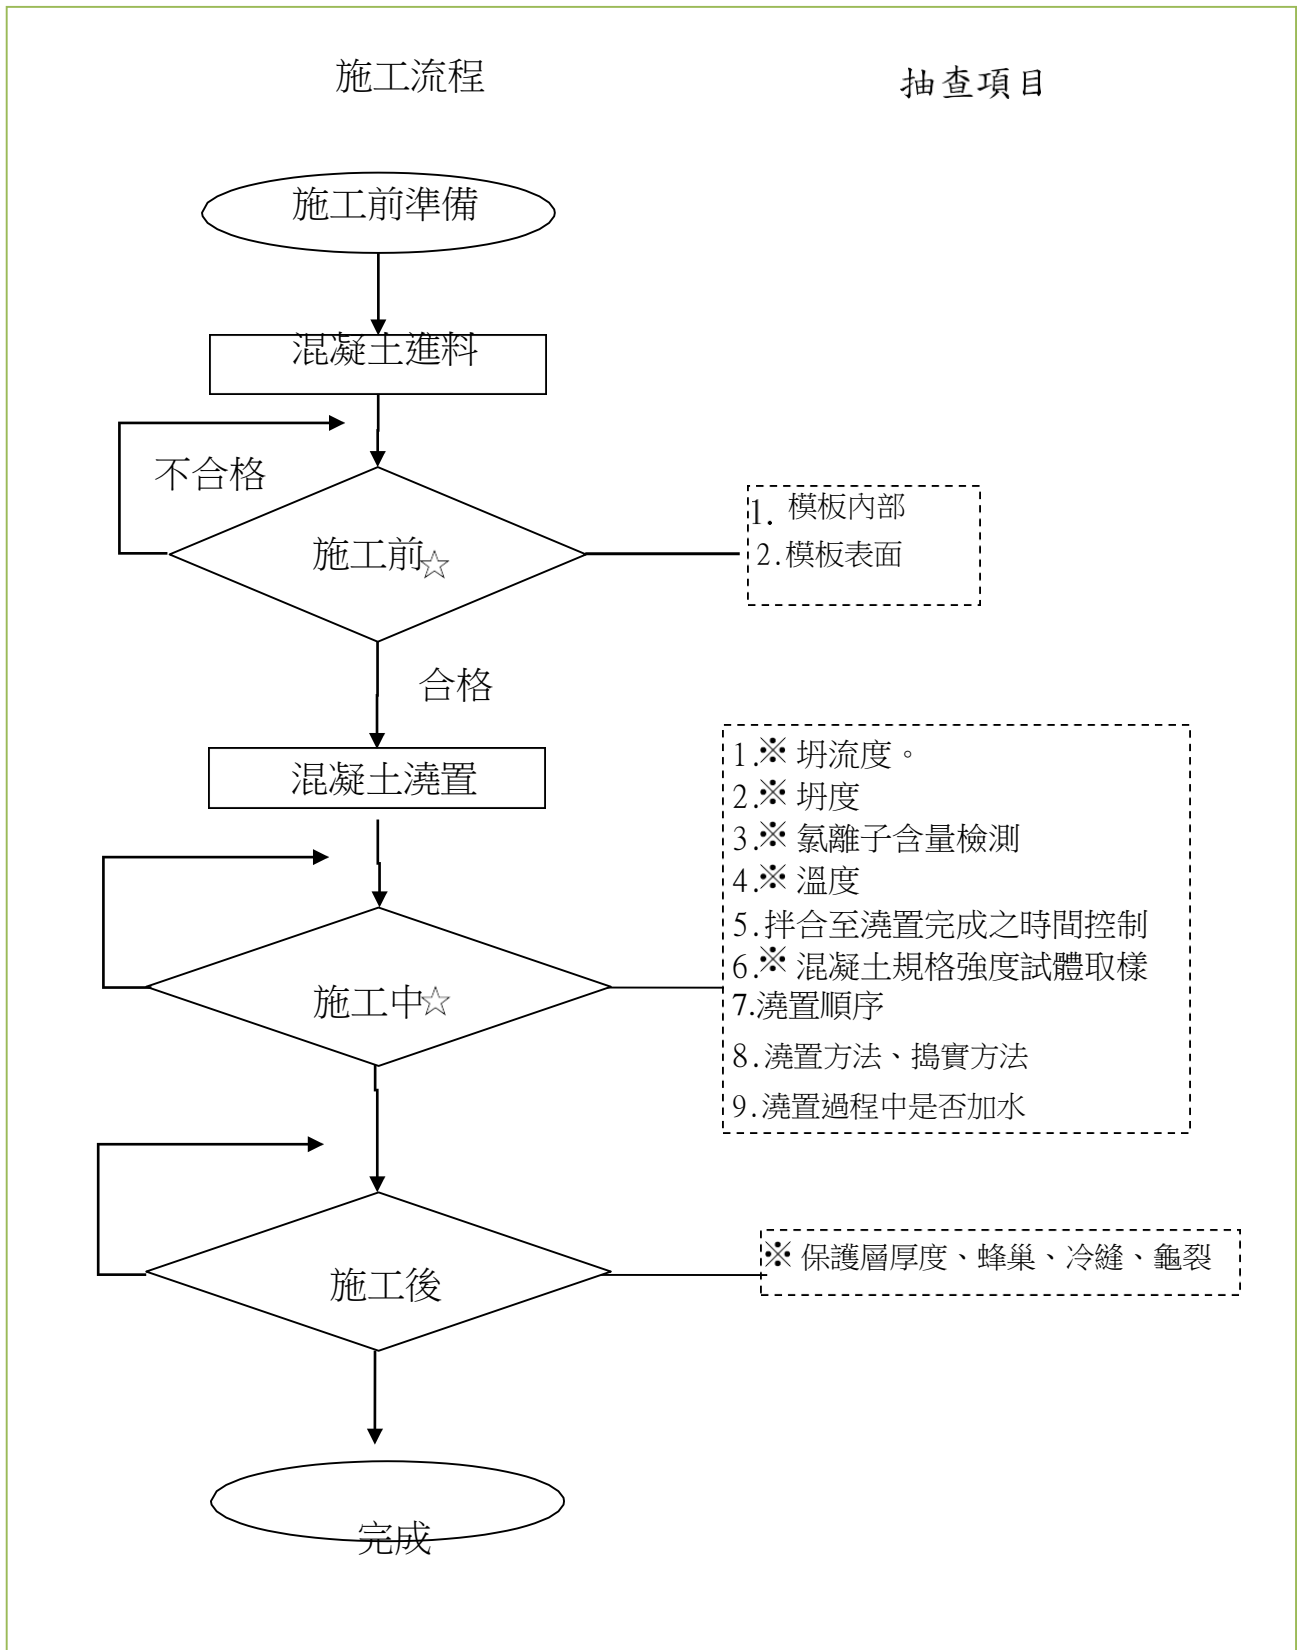 施工流程
抽查項目
施工前準備
混凝土進料
不合格
施工前☆
1. 模板內部
2.模板表面
合格
混凝土澆置
1.※ 坍流度。
2.※ 坍度
3.※ 氯離子含量檢測
4.※ 溫度
5.拌合至澆置完成之時間控制
6.※ 混凝土規格強度試體取樣
7.澆置順序
8.澆置方法、搗實方法
9.澆置過程中是否加水
施工中☆
※ 保護層厚度、蜂巢、冷縫、龜裂
施工後
完成